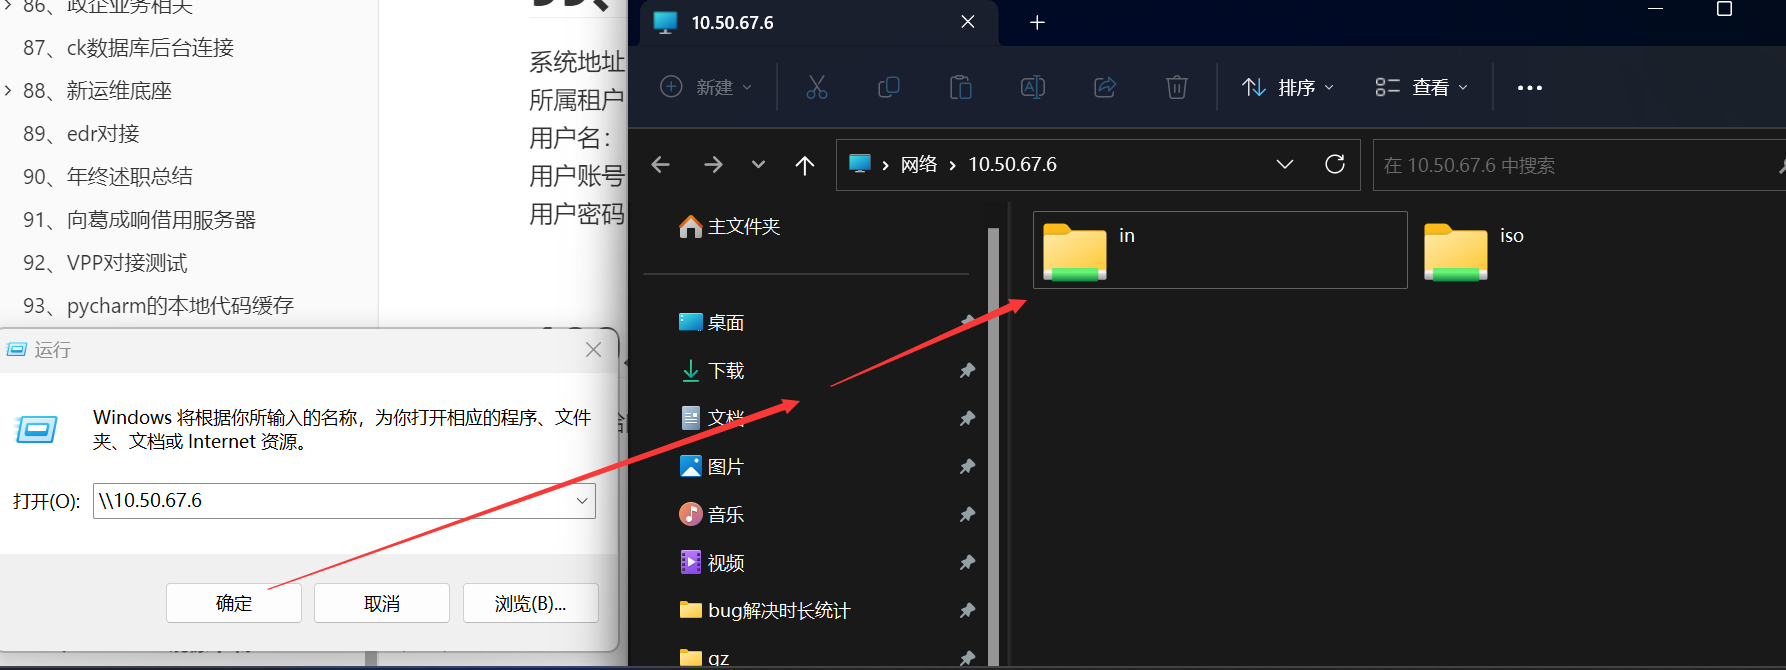 86、政企业务相关
87、ck数据库后台连接
88、新运维底座
89、edr对接
90、年终述职总结
91、向葛成响借用服务器
92、VPP对接测试
93、pycharm的本地代码缓存
系统地址
所属租户
用户名：
用户账号
用户密码
运行
Windows 将根据你所输入的名称，为你打开相应的程序、文件
夹、文档或 Internet 资源。
打开(O):
\\10.50.67.6
确定
取消
浏览(B)...
10.50.67.6
新建
排序
查看
网络
10.50.67.6
在 10.50.67.6 中搜索
主文件夹
桌面
下载
文档
图片
音乐
视频
bug解决时长统计
gz
in
iso